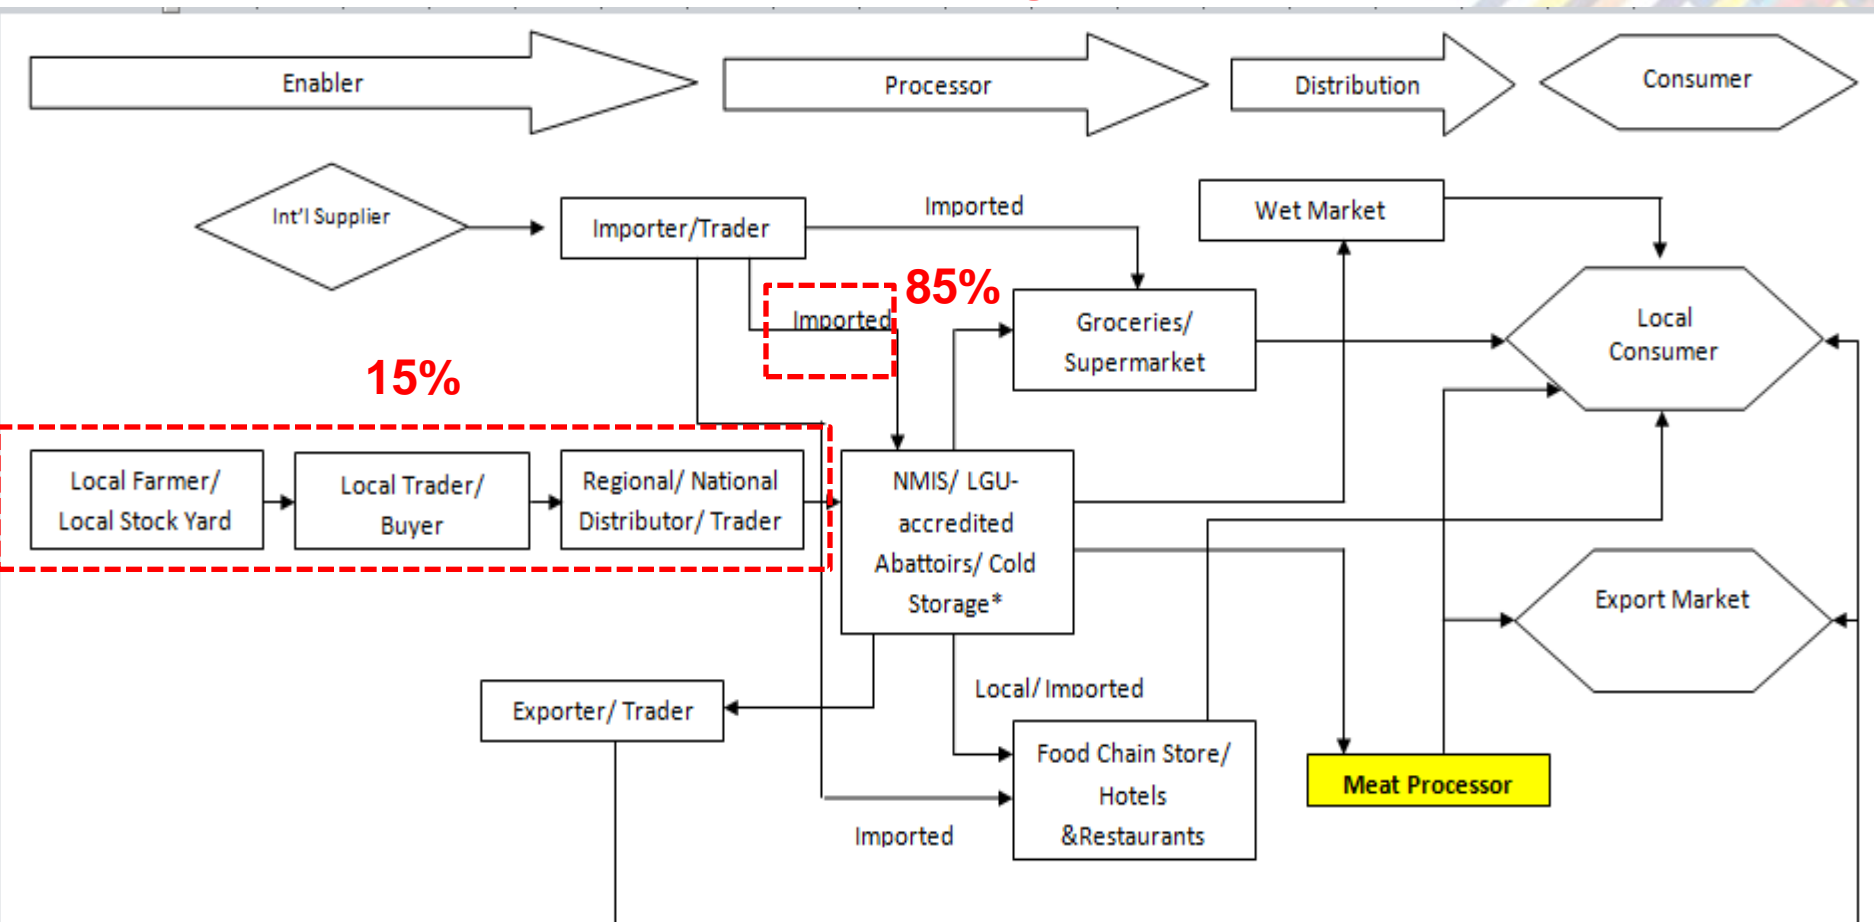 Enabler
Processor
Distribution
Consumer
Int'l Supplier
Importer/Trader
Imported
Wet Market
Imported
85%
Groceries/
Supermarket
Local
Consumer
15%
Local Farmer/
Local Stock Yard
Local Trader/
Buyer
Regional/ National
Distributor/ Trader
NMIS/ LGU-
accredited
Abattoirs/ Cold
Storage*
Export Market
Exporter/ Trader
Local/ Imported
Food Chain Store/
Hotels
&Restaurants
Meat Processor
Imported